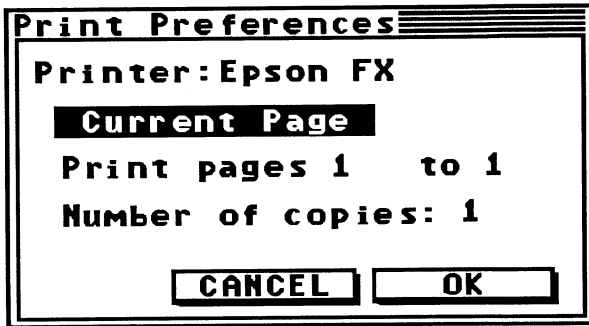 Print Preferences
Printer:Epson FX
Current Page
Print pages 1 to 1
Number of copies: 1
CANCEL OK